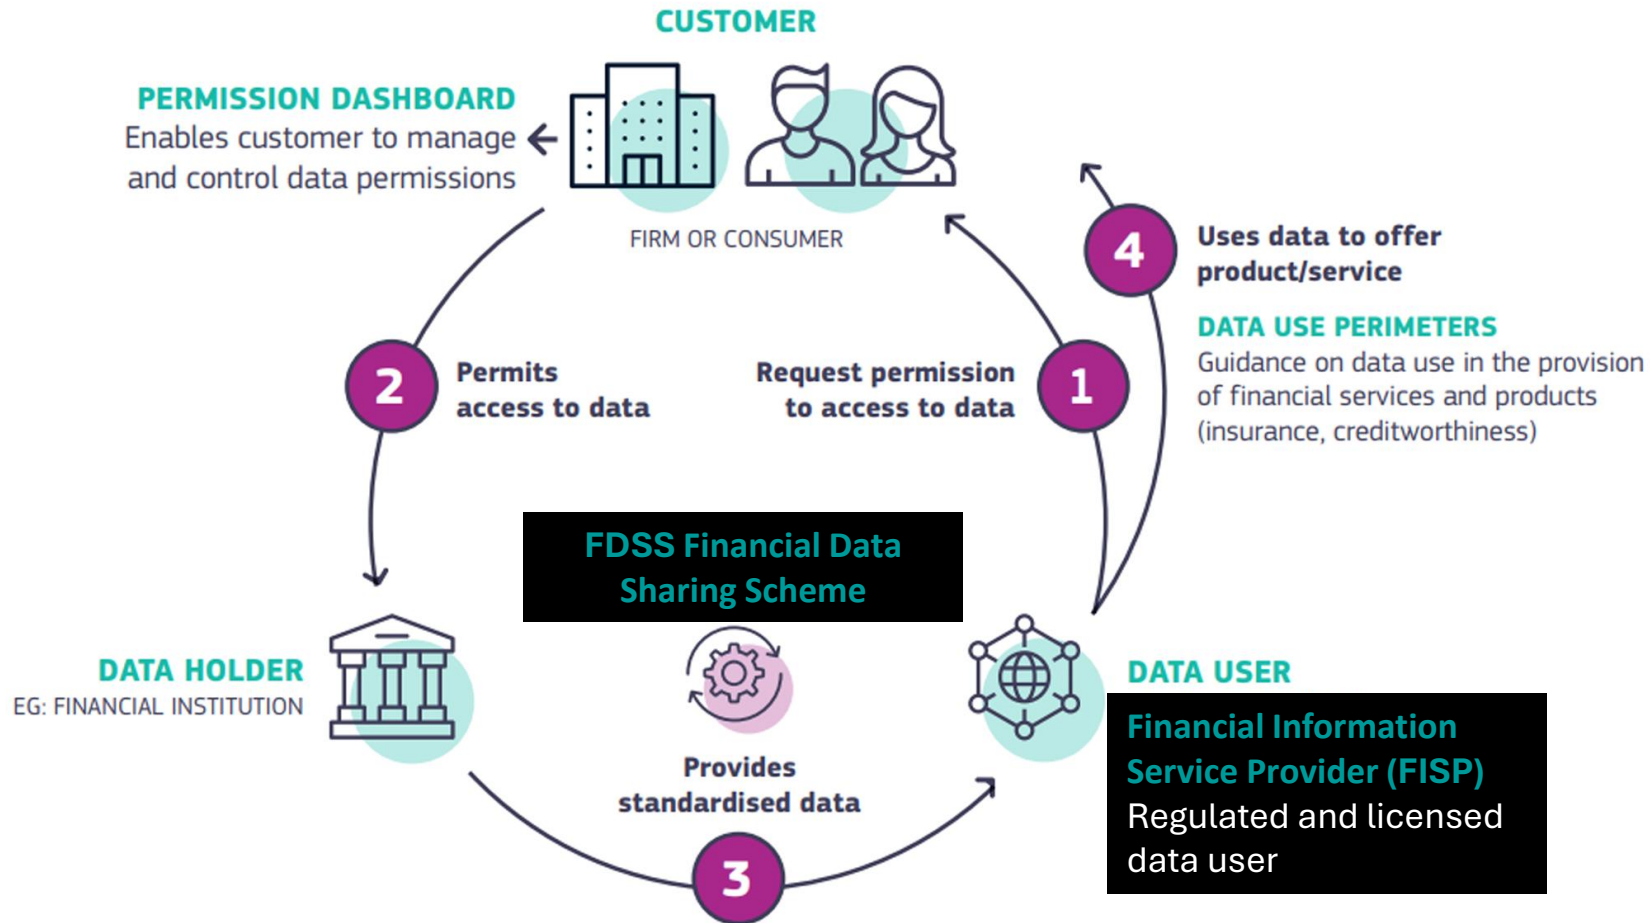 CUSTOMER
PERMISSION DASHBOARD
Enables customer to manage
and control data permissions
FIRM OR CONSUMER
4
Uses data to offer
product/service
DATA USE PERIMETERS
Guidance on data use in the provision
of financial services and products
(insurance, creditworthiness)
2
Permits
access to data
Request permission
to access to data
1
FDSS Financial Data
Sharing Scheme
DATA HOLDER
EG: FINANCIAL INSTITUTION
DATA USER
Financial Information
Service Provider (FISP)
Regulated and licensed
data user
Provides
standardised data
3